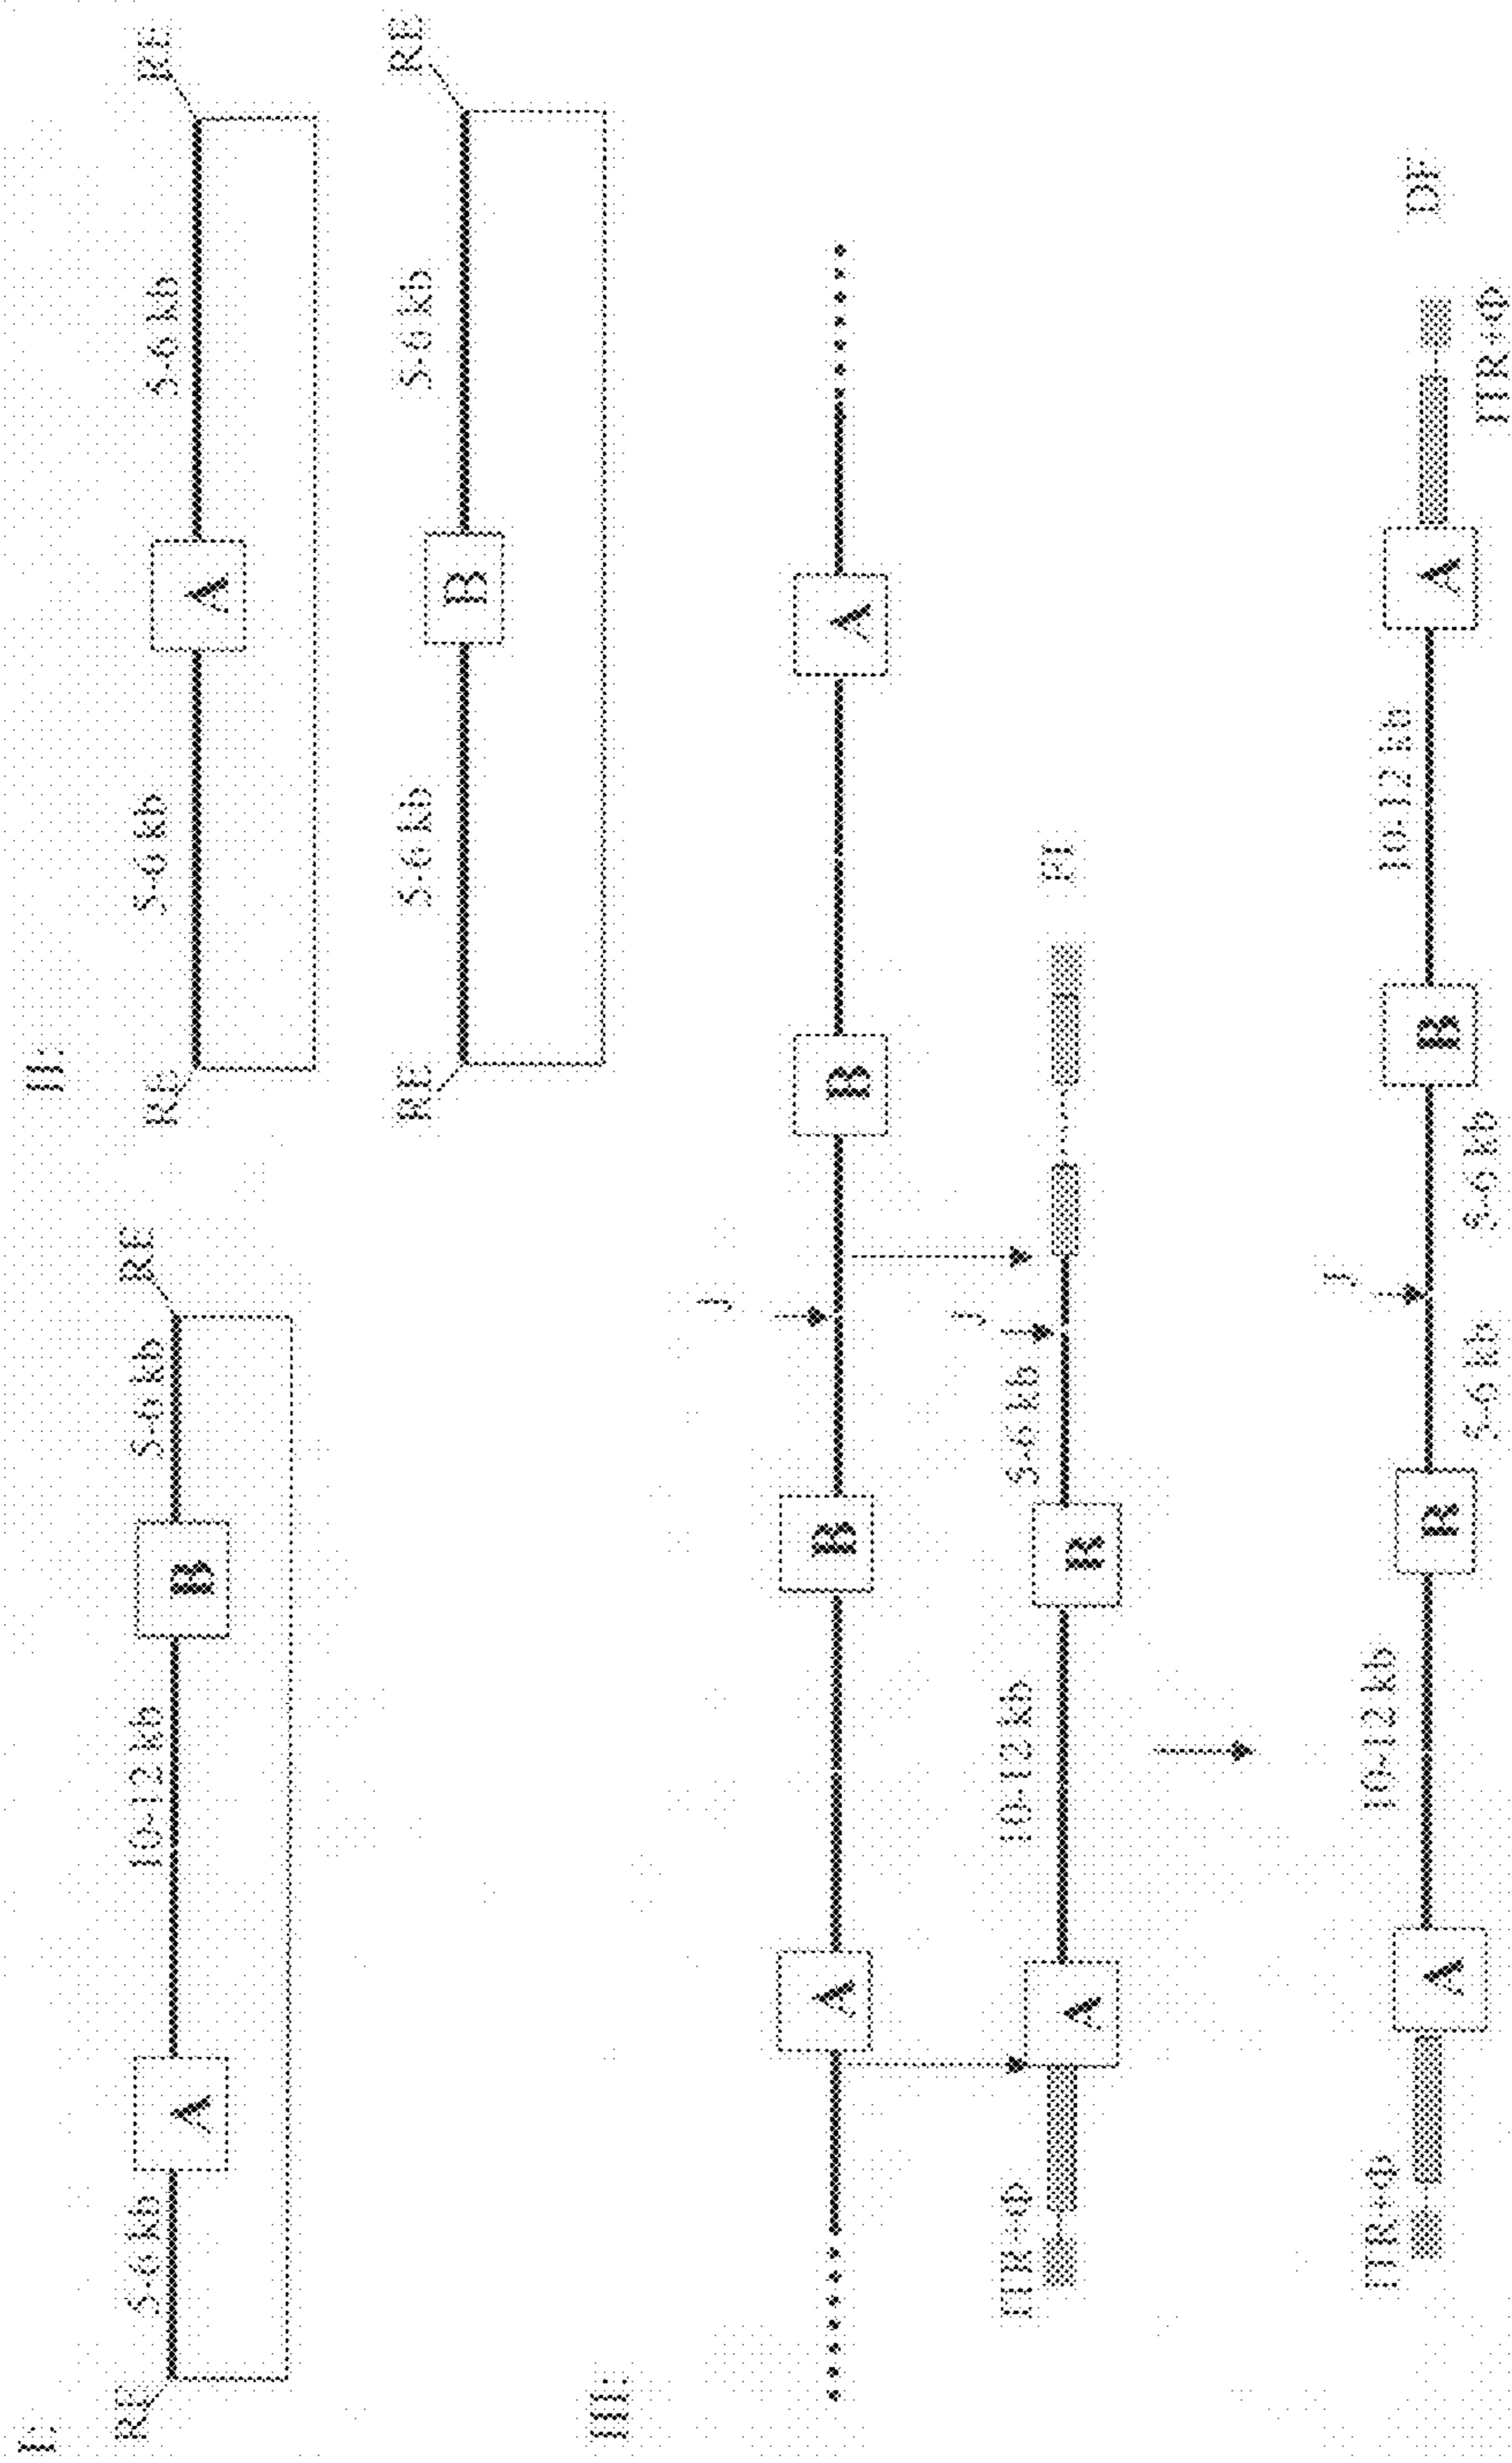 I:
RE 5-6 kb A 10-12 kb B 5-6 kb RE
II:
RE 5-6 kb A 5-6 kb RE
RE 5-6 kb B 5-6 kb RE
III:
J
A B B A
J
ITR+Φ A 10-12 kb B 5-6 kb
J
ITR+Φ A 10-12 kb B 5-6 kb 5-6 kb B 10-12 kb A ITR+Φ DF